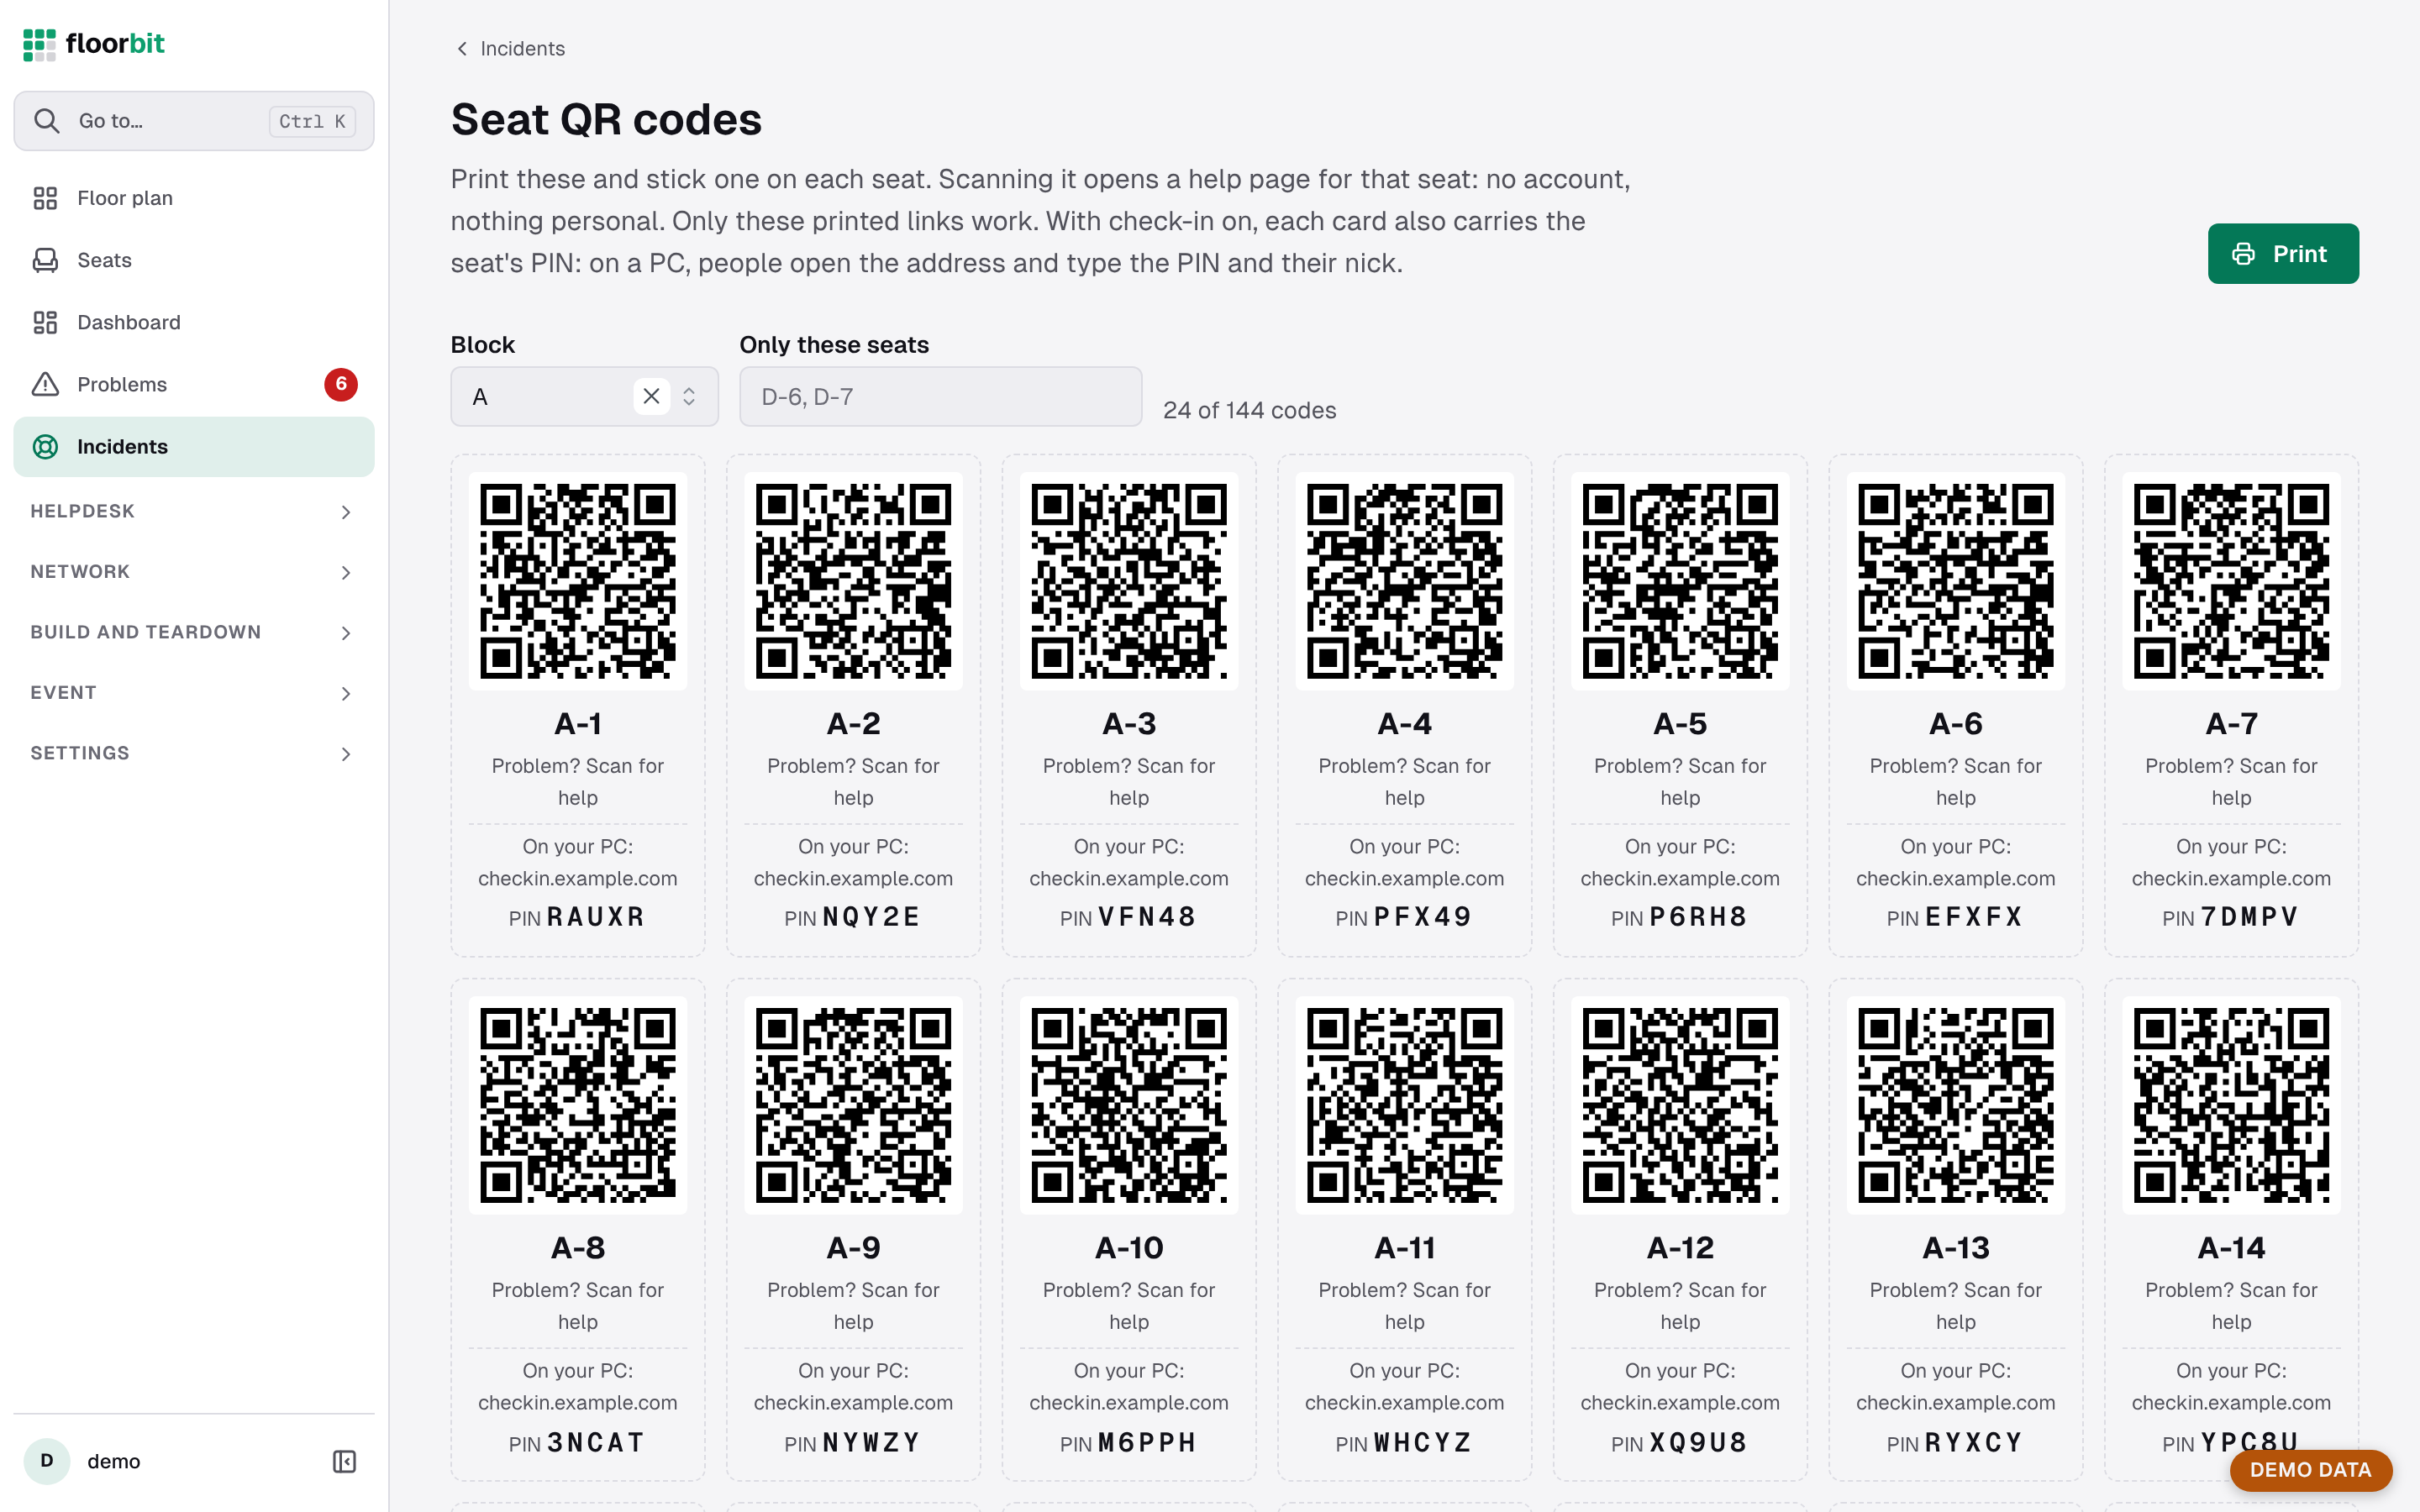 floorbit
Go to...
Ctrl K
Floor plan
Seats
Dashboard
Problems
6
Incidents
HELPDESK
NETWORK
BUILD AND TEARDOWN
EVENT
SETTINGS
D
demo
Incidents
Seat QR codes
Print these and stick one on each seat. Scanning it opens a help page for that seat: no account,
nothing personal. Only these printed links work. With check-in on, each card also carries the
seat's PIN: on a PC, people open the address and type the PIN and their nick.
Print
Block
Only these seats
A
D-6, D-7
24 of 144 codes
A-1
Problem? Scan for
help
On your PC:
checkin.example.com
PIN RAUXR
A-2
Problem? Scan for
help
On your PC:
checkin.example.com
PIN NQY2E
A-3
Problem? Scan for
help
On your PC:
checkin.example.com
PIN VFN48
A-4
Problem? Scan for
help
On your PC:
checkin.example.com
PIN PFX49
A-5
Problem? Scan for
help
On your PC:
checkin.example.com
PIN P6RH8
A-6
Problem? Scan for
help
On your PC:
checkin.example.com
PIN EFXFX
A-7
Problem? Scan for
help
On your PC:
checkin.example.com
PIN 7DMPV
A-8
Problem? Scan for
help
On your PC:
checkin.example.com
PIN 3NCAT
A-9
Problem? Scan for
help
On your PC:
checkin.example.com
PIN NYWZY
A-10
Problem? Scan for
help
On your PC:
checkin.example.com
PIN M6PPH
A-11
Problem? Scan for
help
On your PC:
checkin.example.com
PIN WHCYZ
A-12
Problem? Scan for
help
On your PC:
checkin.example.com
PIN XQ9U8
A-13
Problem? Scan for
help
On your PC:
checkin.example.com
PIN RYXCY
A-14
Problem? Scan for
help
On your PC:
checkin.example.com
PIN YPC8U
DEMO DATA